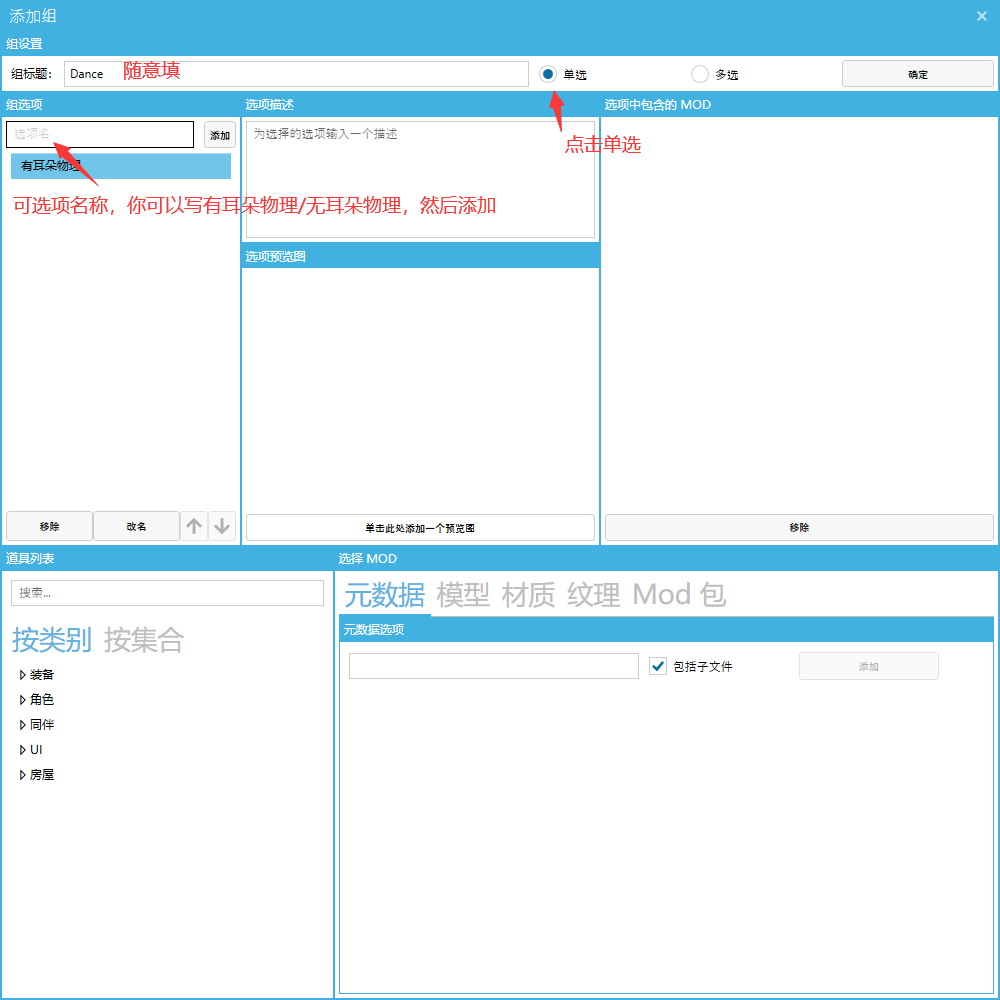 添加组
组设置
组标题: Dance 随意填 单选 多选 确定
组选项 选项描述 选项中包含的 MOD
选项名 添加 为选择的选项输入一个描述
点击单选
有耳朵物理
可选项名称，你可以写有耳朵物理/无耳朵物理，然后添加
选项预览图
移除 改名 单击此处添加一个预览图 移除
道具列表 选择 MOD
搜索... 元数据 模型 材质 纹理 Mod 包
元数据选项
按类别 按集合
包括子文件 添加
装备
角色
同伴
UI
房屋